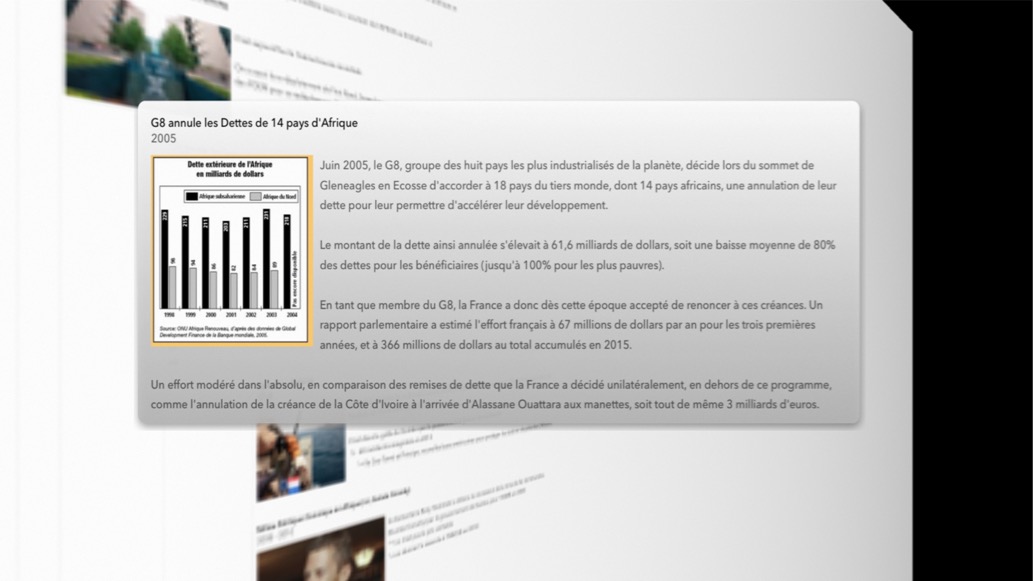 G8 annule les Dettes de 14 pays d'Afrique
2005
Dette extérieure de l'Afrique
en milliards de dollars
Afrique subsaharienne Afrique du Nord
229 215 211 203 211 231 218
96 94 86 82 84 89
Pas encore disponible
1998 1999 2000 2001 2002 2003 2004
Source: ONU Afrique Renouveau, d'après des données de Global
Development Finance de la Banque mondiale, 2005.
Juin 2005, le G8, groupe des huit pays les plus industrialisés de la planète, décide lors du sommet de
Gleneagles en Ecosse d'accorder à 18 pays du tiers monde, dont 14 pays africains, une annulation de leur
dette pour leur permettre d'accélérer leur développement.
Le montant de la dette ainsi annulée s'élevait à 61,6 milliards de dollars, soit une baisse moyenne de 80%
des dettes pour les bénéficiaires (jusqu'à 100% pour les plus pauvres).
En tant que membre du G8, la France a donc dès cette époque accepté de renoncer à ces créances. Un
rapport parlementaire a estimé l'effort français à 67 millions de dollars par an pour les trois premières
années, et à 366 millions de dollars au total accumulés en 2015.
Un effort modéré dans l'absolu, en comparaison des remises de dette que la France a décidé unilatéralement, en dehors de ce programme,
comme l'annulation de la créance de la Côte d'Ivoire à l'arrivée d'Alassane Ouattara aux manettes, soit tout de même 3 milliards d'euros.